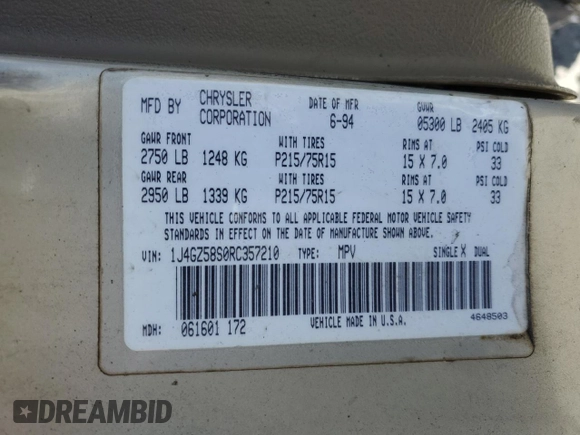 MFD BY CHRYSLER CORPORATION DATE OF MFR 6-94 GVWR 05300 LB 2405 KG
GAWR FRONT WITH TIRES RIMS AT PSI COLD
2750 LB 1248 KG P215/75R15 15 X 7.0 33
GAWR REAR WITH TIRES RIMS AT PSI COLD
2950 LB 1339 KG P215/75R15 15 X 7.0 33
THIS VEHICLE CONFORMS TO ALL APPLICABLE FEDERAL MOTOR VEHICLE SAFETY
STANDARDS IN EFFECT ON THE DATE OF MANUFACTURE SHOWN ABOVE.
VIN: 1J4GZ58S0RC357210 TYPE: MPV SINGLE X DUAL
MDH: 061601 172 VEHICLE MADE IN U.S.A. 4648503
DREAMBID